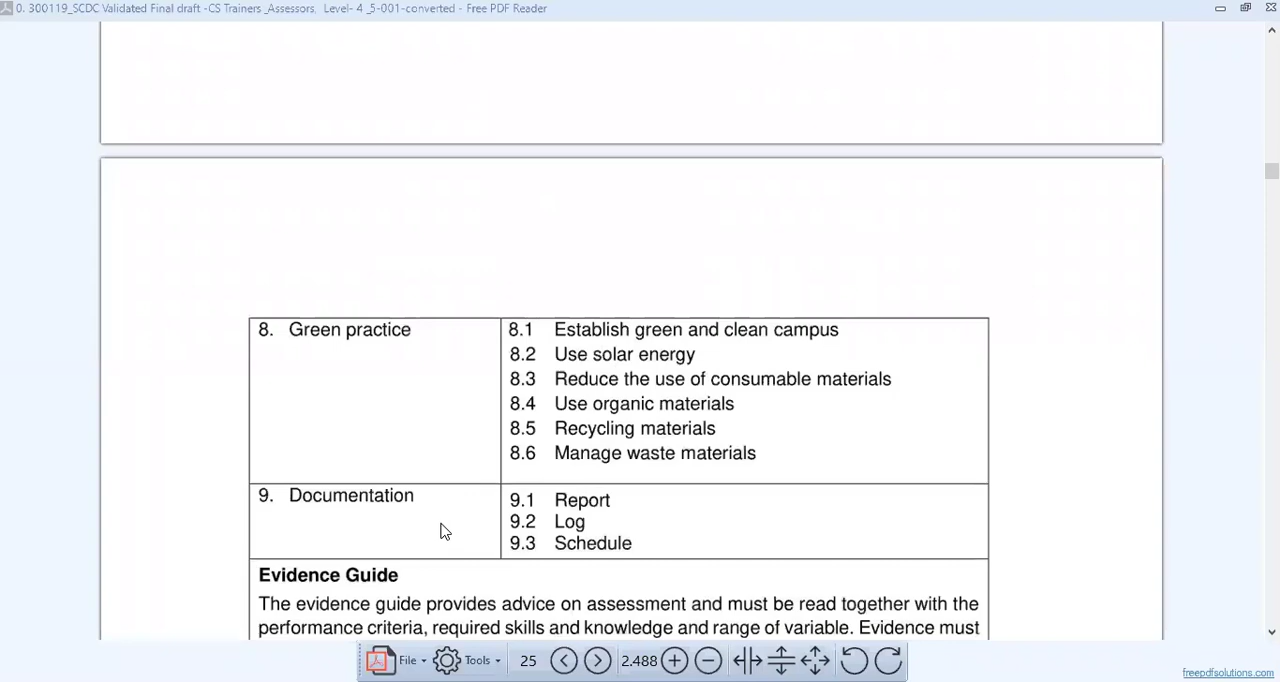 0. 300119_SCDC Validated Final draft -CS Trainers _Assessors, Level- 4 _5-001-converted - Free PDF Reader
8. Green practice
8.1 Establish green and clean campus
8.2 Use solar energy
8.3 Reduce the use of consumable materials
8.4 Use organic materials
8.5 Recycling materials
8.6 Manage waste materials
9. Documentation
9.1 Report
9.2 Log
9.3 Schedule
Evidence Guide
The evidence guide provides advice on assessment and must be read together with the
performance criteria, required skills and knowledge and range of variable. Evidence must
File Tools 25 2.488
freepdfsolutions.com